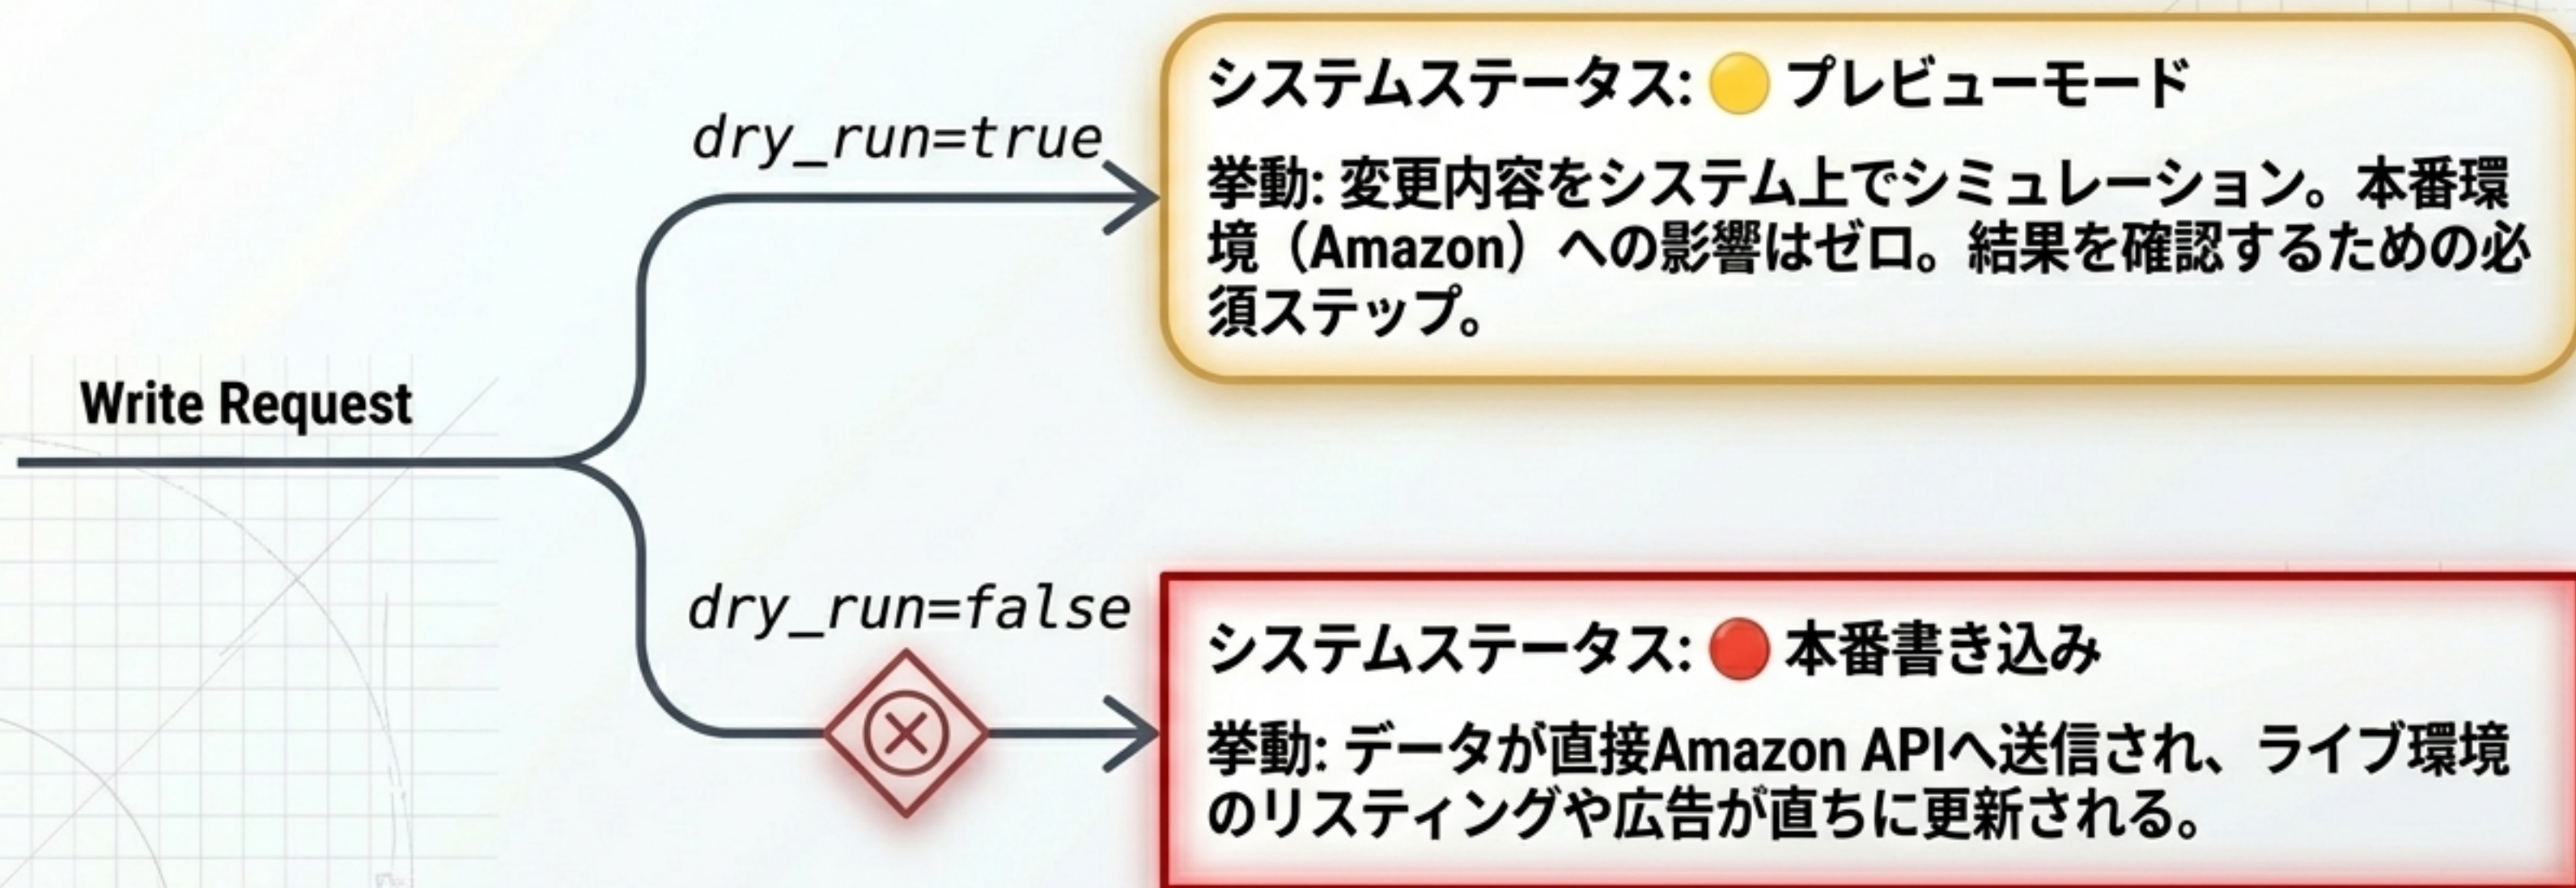 dry_run=true
システムステータス: 🟡 プレビューモード
挙動: 変更内容をシステム上でシミュレーション。本番環
境（Amazon）への影響はゼロ。結果を確認するための必
須ステップ。
Write Request
dry_run=false
システムステータス: 🔴 本番書き込み
挙動: データが直接Amazon APIへ送信され、ライブ環境
のリスティングや広告が直ちに更新される。